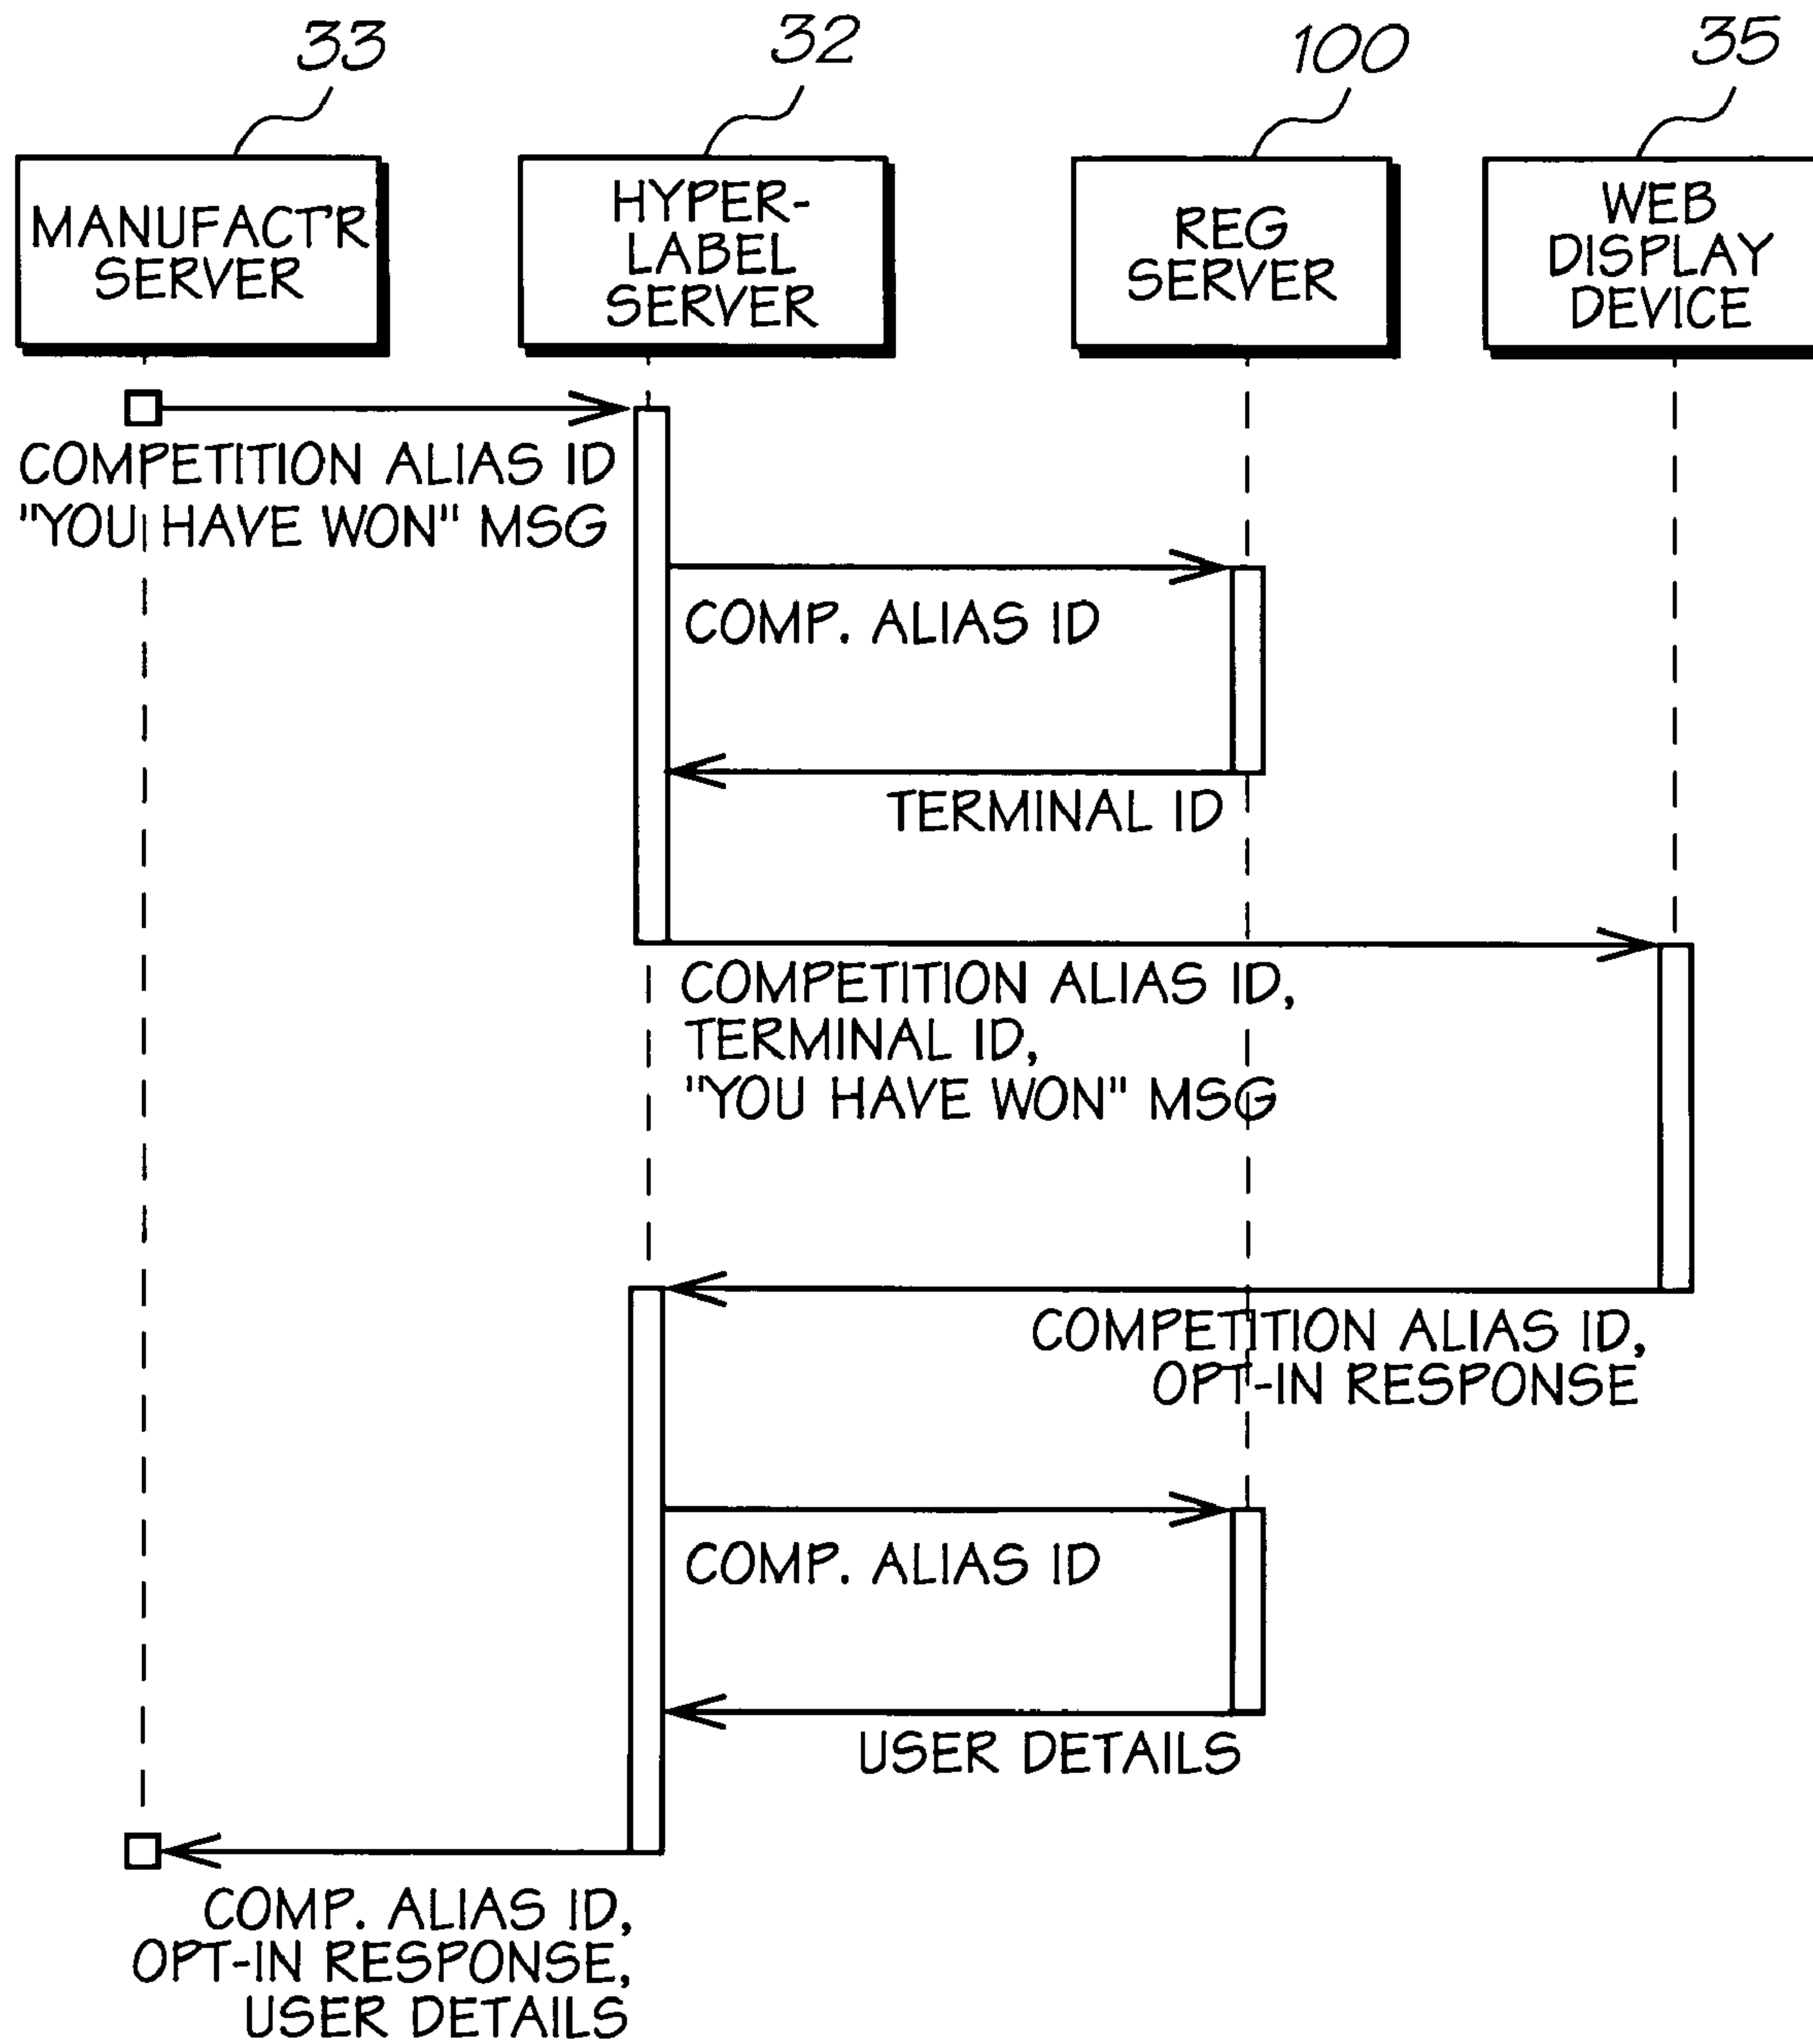 33
32
100
35
MANUFACT'R
SERVER
HYPER-
LABEL
SERVER
REG
SERVER
WEB
DISPLAY
DEVICE
COMPETITION ALIAS ID
"YOU HAVE WON" MSG
COMP. ALIAS ID
TERMINAL ID
COMPETITION ALIAS ID,
TERMINAL ID,
"YOU HAVE WON" MSG
COMPETITION ALIAS ID,
OPT-IN RESPONSE
COMP. ALIAS ID
USER DETAILS
COMP. ALIAS ID,
OPT-IN RESPONSE,
USER DETAILS